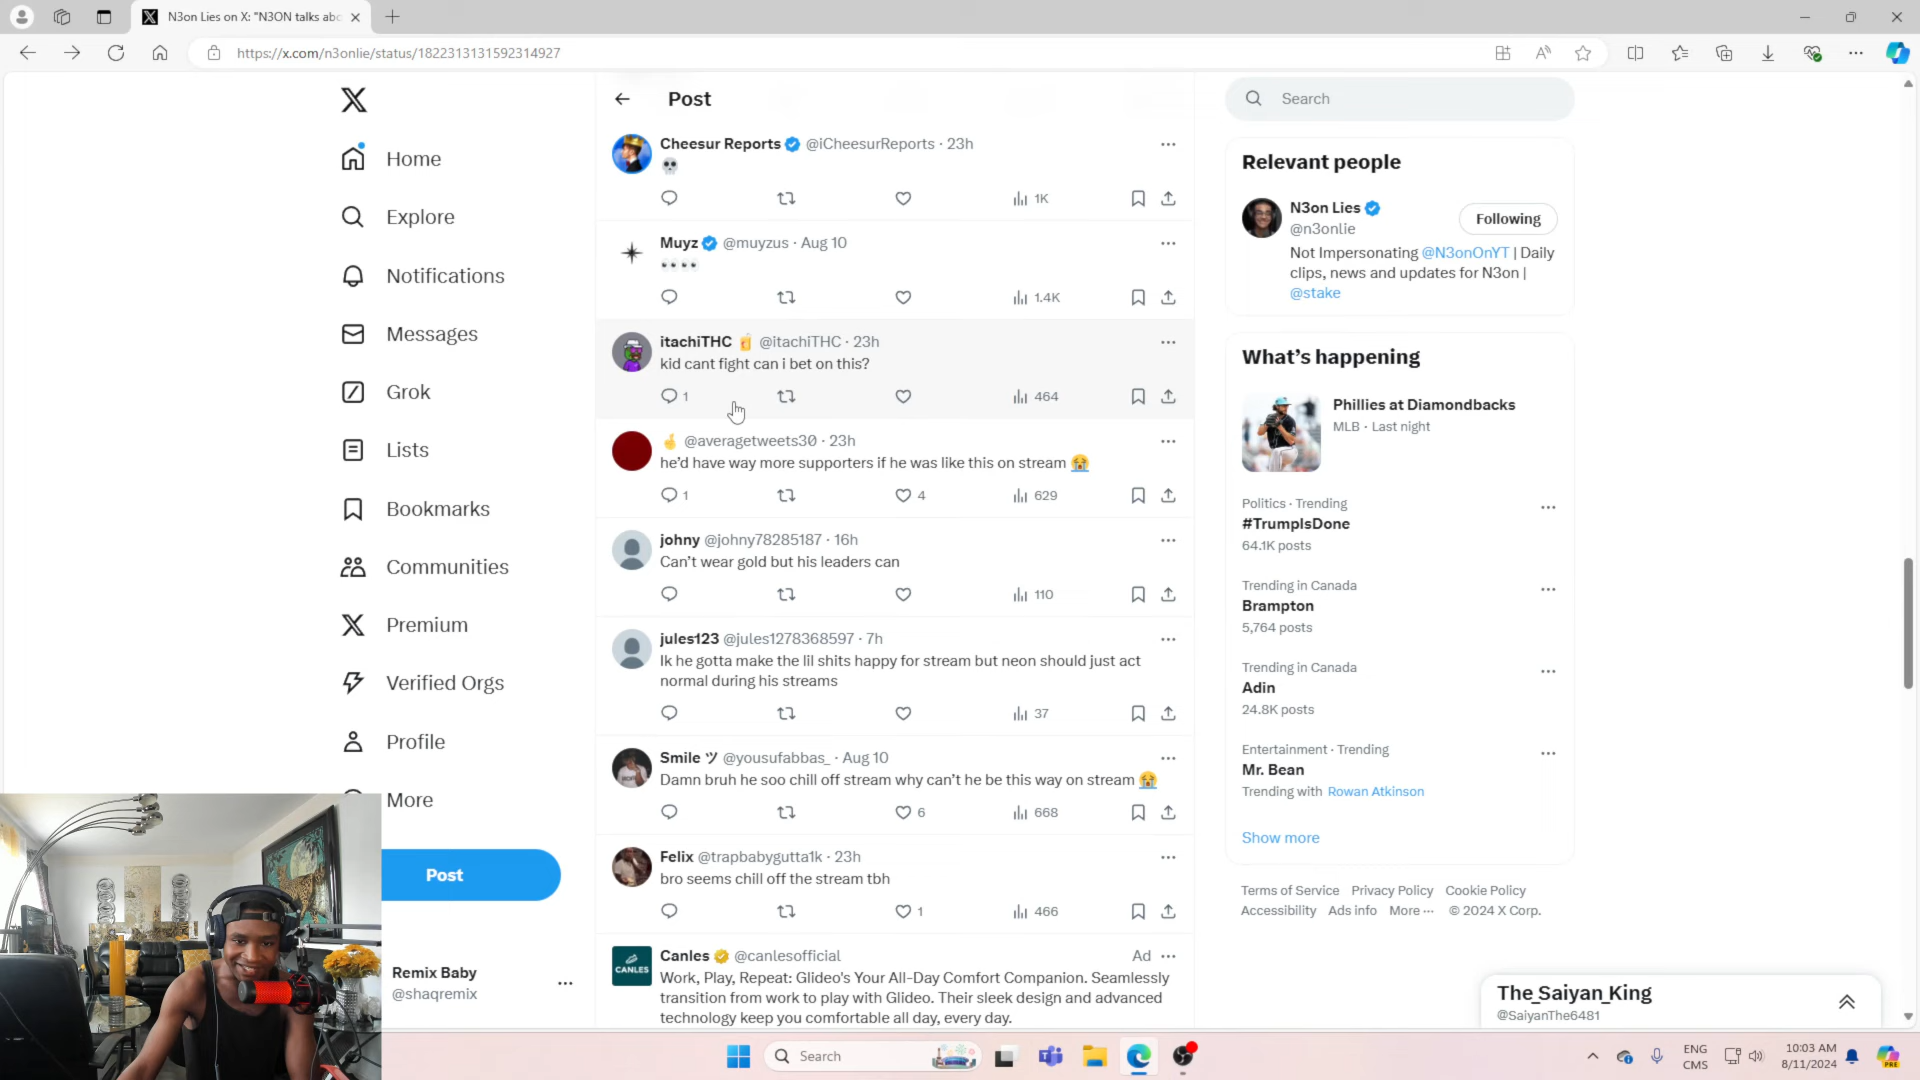 N3on Lies on X: "N3ON talks abo
https://x.com/n3onlie/status/1822313131592314927
Home
Explore
Notifications
Messages
Grok
Lists
Bookmarks
Communities
Premium
Verified Orgs
Profile
More
Post
Remix Baby
@shaqremix
Post
Cheesur Reports @iCheesurReports · 23h
1K
Muyz @muyzus · Aug 10
1.4K
itachiTHC @itachiTHC · 23h
kid cant fight can i bet on this?
1 464
@averagetweets30 · 23h
he'd have way more supporters if he was like this on stream 😭
1 4 629
johny @johny78285187 · 16h
Can't wear gold but his leaders can
110
jules123 @jules1278368597 · 7h
Ik he gotta make the lil shits happy for stream but neon should just act
normal during his streams
37
Smile ツ @yousufabbas_ · Aug 10
Damn bruh he soo chill off stream why can't he be this way on stream 😭
6 668
Felix @trapbabygutta1k · 23h
bro seems chill off the stream tbh
1 466
CANLES
Canles @canlesofficial Ad
Work, Play, Repeat: Glideo's Your All-Day Comfort Companion. Seamlessly
transition from work to play with Glideo. Their sleek design and advanced
technology keep you comfortable all day, every day.
Search
Relevant people
N3on Lies
@n3onlie
Following
Not Impersonating @N3onOnYT | Daily
clips, news and updates for N3on |
@stake
What's happening
Phillies at Diamondbacks
MLB · Last night
Politics · Trending
#TrumpIsDone
64.1K posts
Trending in Canada
Brampton
5,764 posts
Trending in Canada
Adin
24.8K posts
Entertainment · Trending
Mr. Bean
Trending with Rowan Atkinson
Show more
Terms of Service Privacy Policy Cookie Policy
Accessibility Ads info More ··· © 2024 X Corp.
The_Saiyan_King
@SaiyanThe6481
Search
ENG
CMS
10:03 AM
8/11/2024
PRE